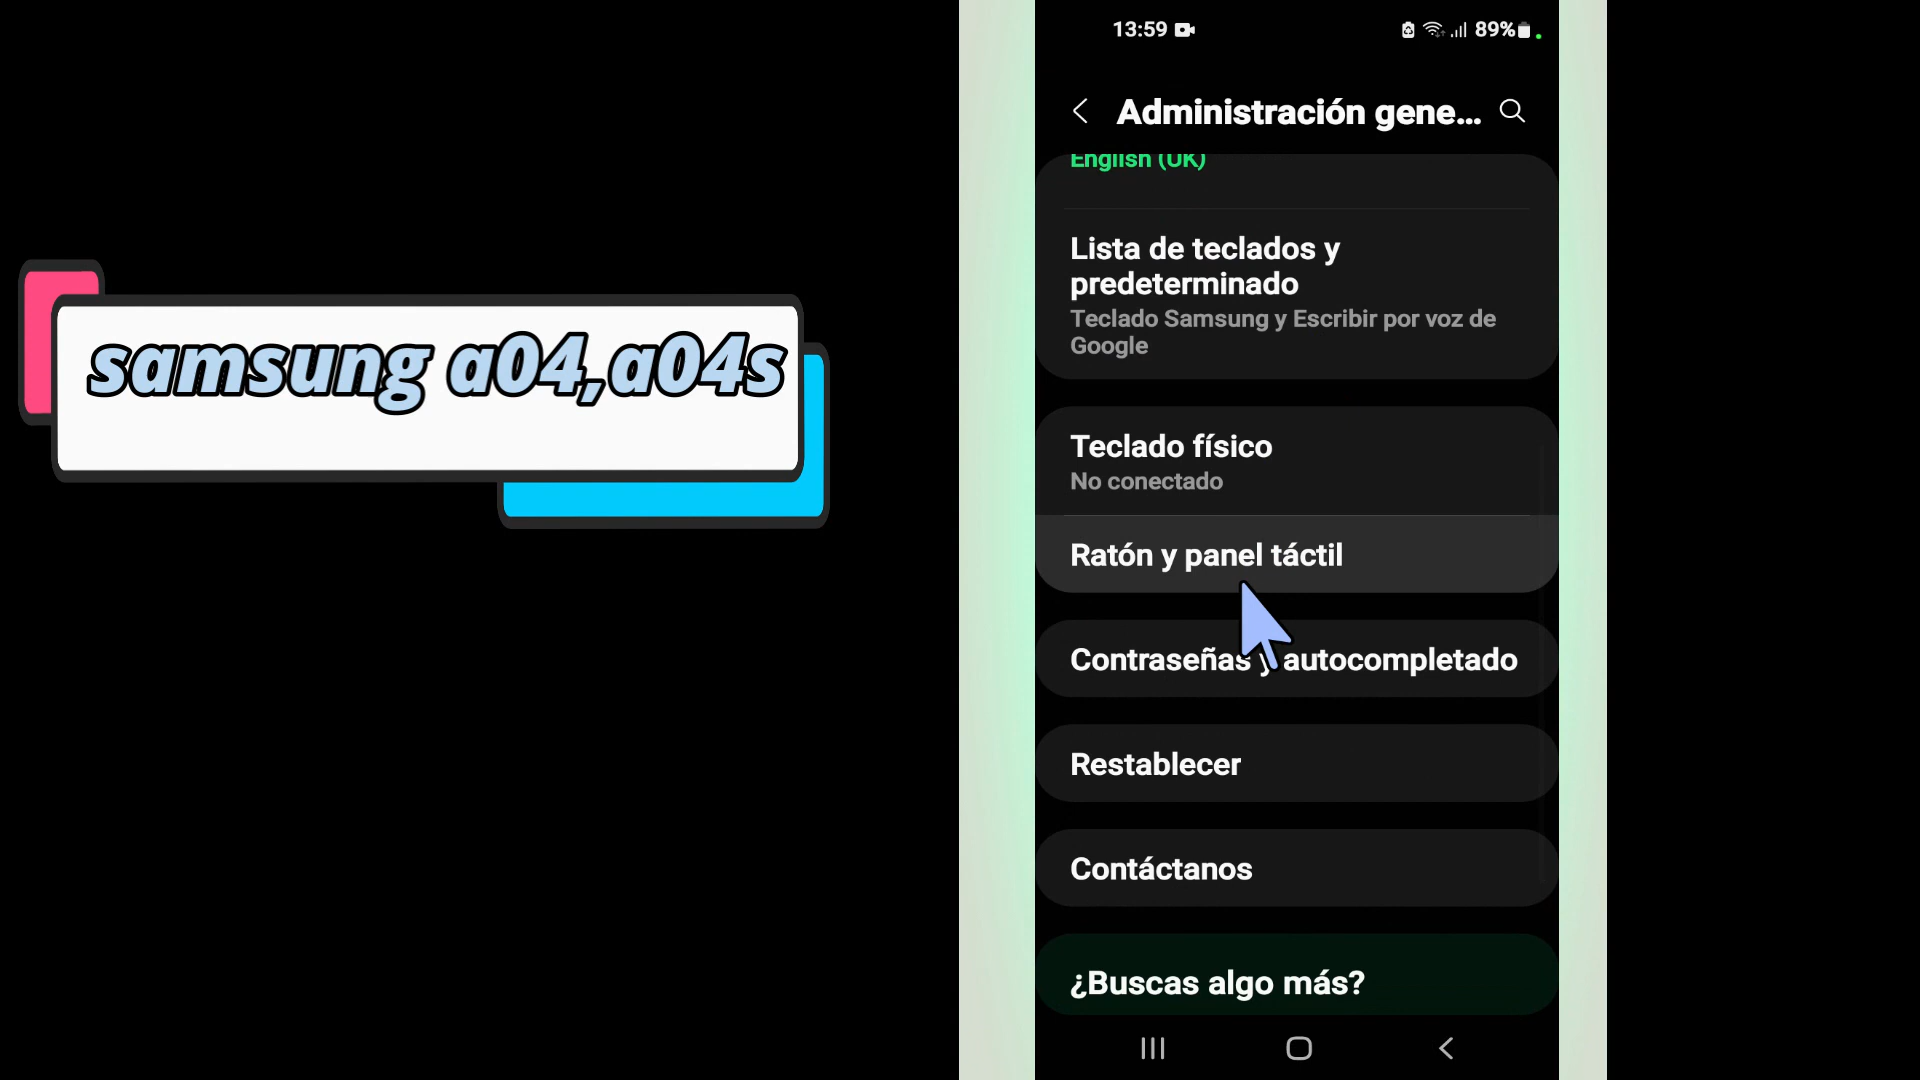 samsung a04,a04s
13:59
89%
Administración gene...
English (UK)
Lista de teclados y
predeterminado
Teclado Samsung y Escribir por voz de
Google
Teclado físico
No conectado
Ratón y panel táctil
Contraseñas y autocompletado
Restablecer
Contáctanos
¿Buscas algo más?